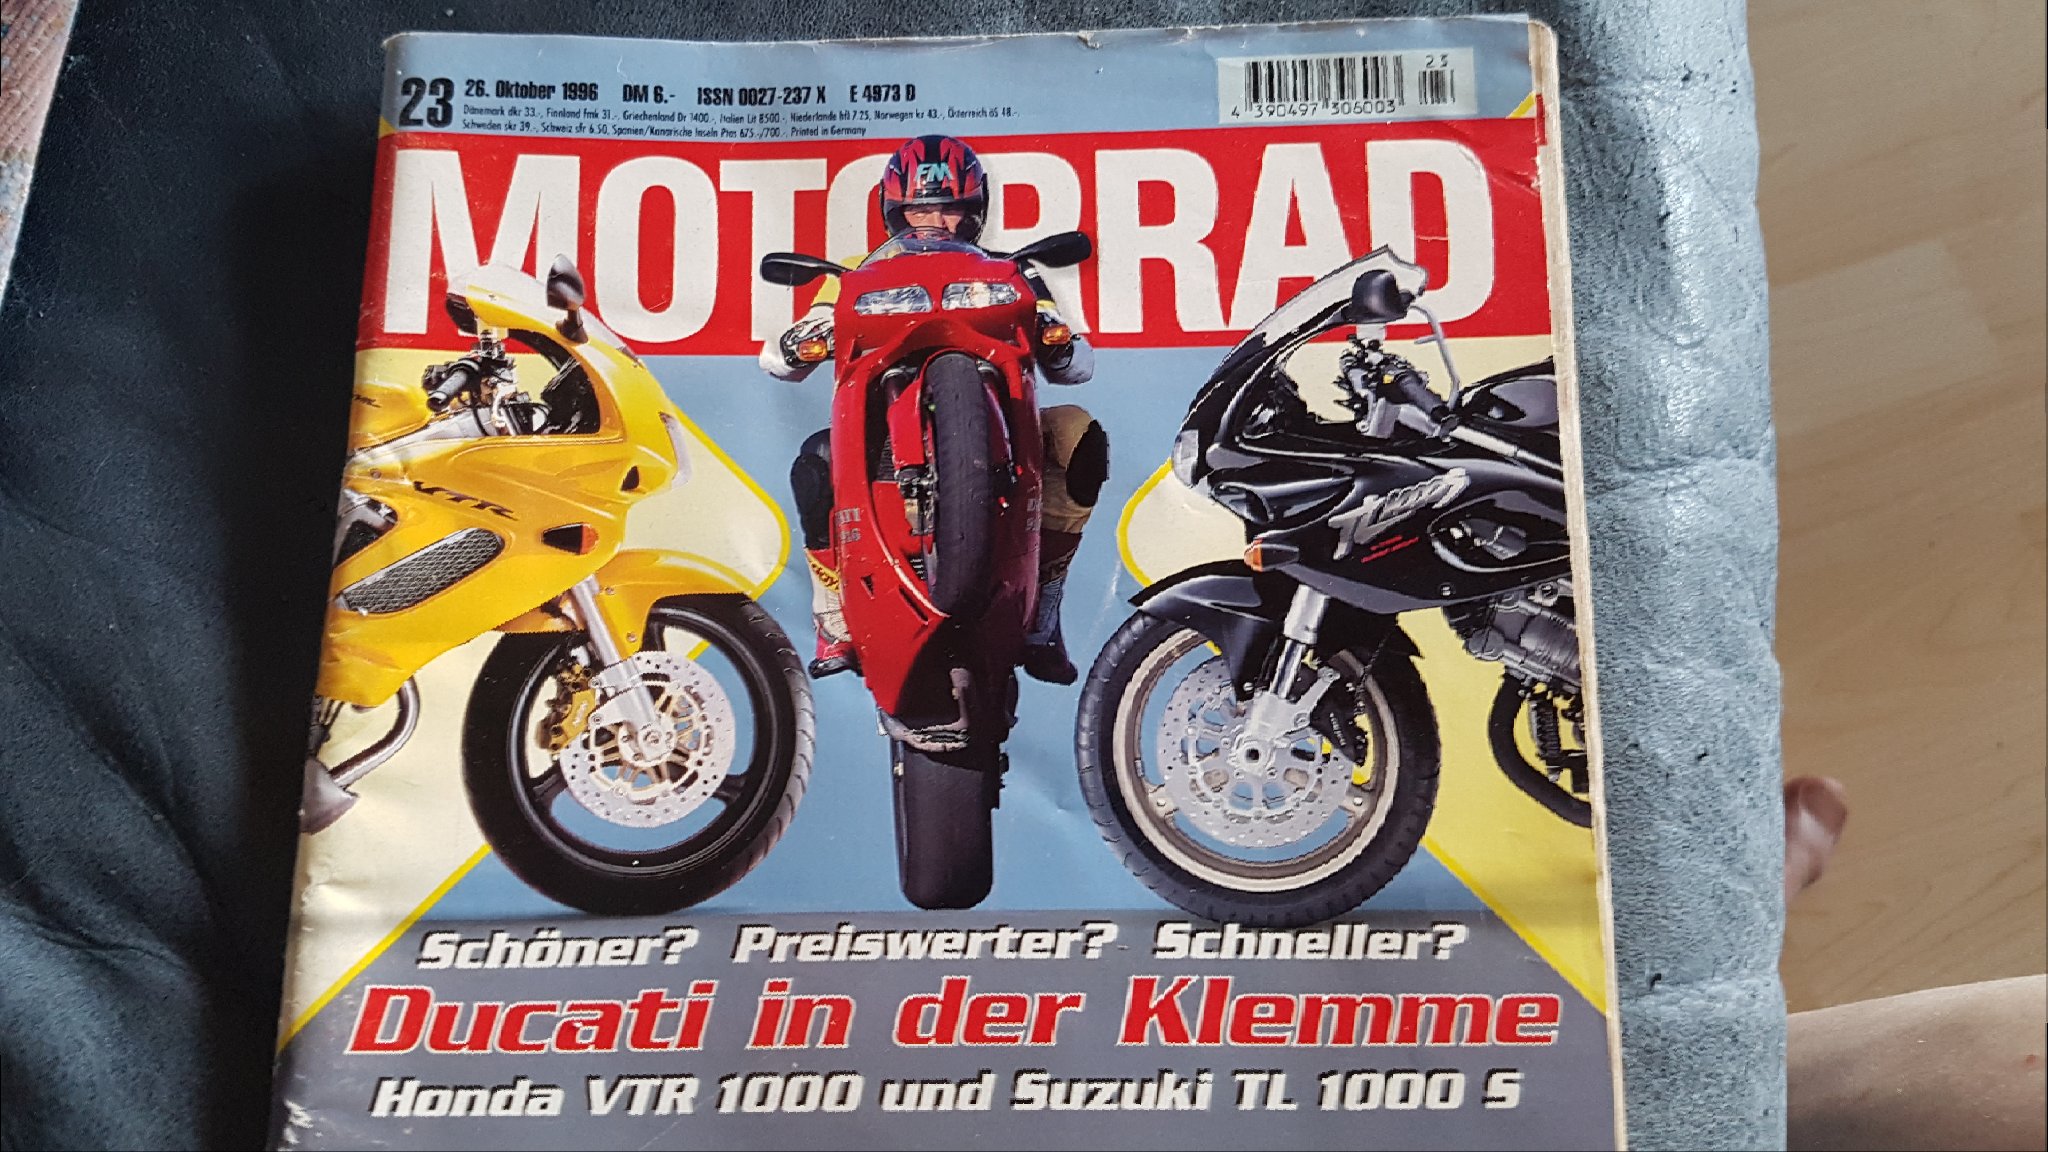 23
26. Oktober 1996 DM 6.- ISSN 0027-237 X E 4973 D
Dänemark dkr 33.-, Finnland fmk 31.-, Griechenland Dr 1400.-, Italien Lit 8500.-, Niederlande hfl 7.25, Norwegen kr 43.-, Österreich öS 48.-,
Schweden skr 39.-, Schweiz sfr 6.50, Spanien/Kanarische Inseln Ptas 675.-/700.-, Printed in Germany
23
4 390497 306003
MOTORRAD
FM
VTR
TL1000S
Schöner? Preiswerter? Schneller?
Ducati in der Klemme
Honda VTR 1000 und Suzuki TL 1000 S